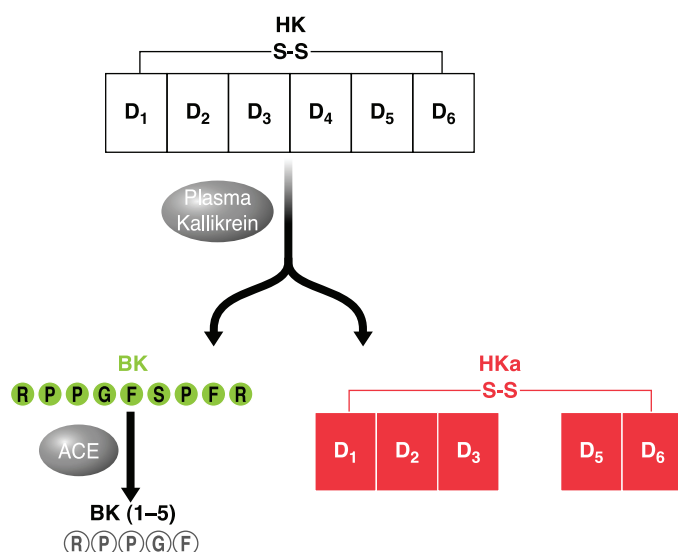 HK
S-S
D₁ D₂ D₃ D₄ D₅ D₆
Plasma
Kallikrein
BK
R P P G F S P F R
HKa
S-S
D₁ D₂ D₃ D₅ D₆
ACE
BK (1–5)
R P P G F